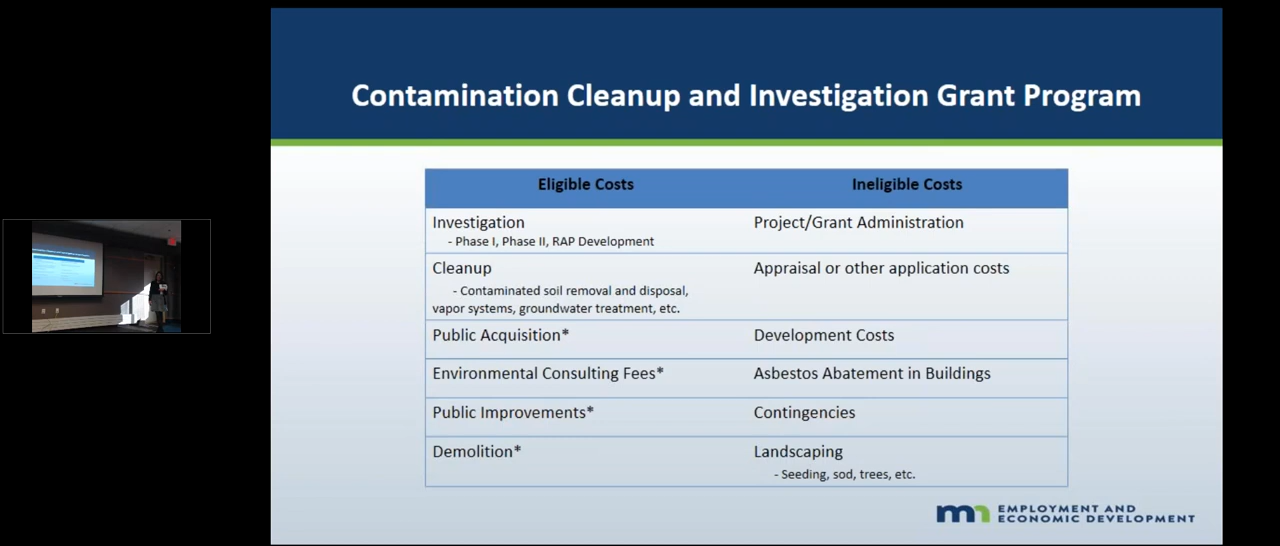 Contamination Cleanup and Investigation Grant Program
Eligible Costs
Ineligible Costs
Investigation
- Phase I, Phase II, RAP Development
Project/Grant Administration
Cleanup
- Contaminated soil removal and disposal,
vapor systems, groundwater treatment, etc.
Appraisal or other application costs
Public Acquisition*
Development Costs
Environmental Consulting Fees*
Asbestos Abatement in Buildings
Public Improvements*
Contingencies
Demolition*
Landscaping
- Seeding, sod, trees, etc.
mn EMPLOYMENT AND
ECONOMIC DEVELOPMENT